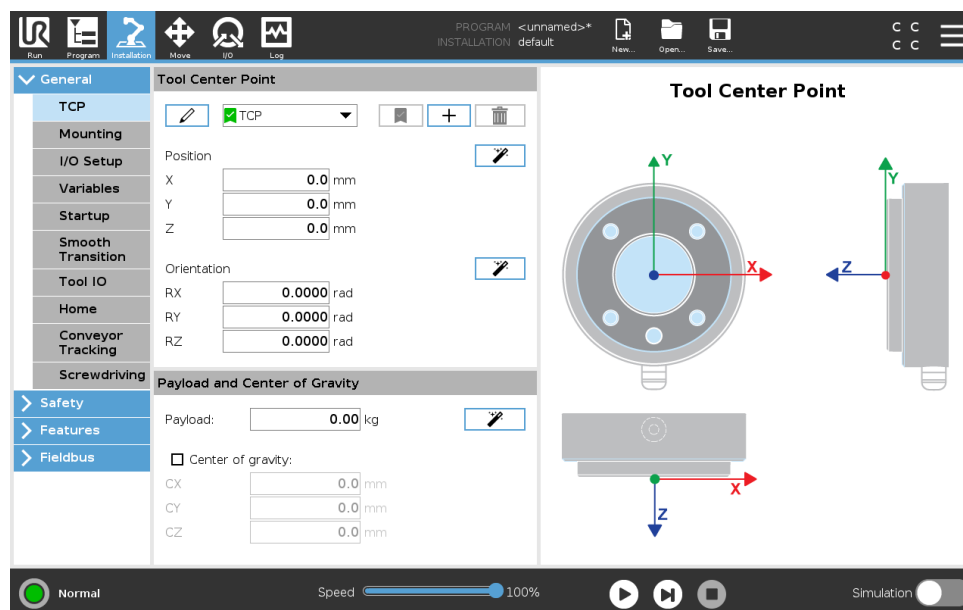 PROGRAM <unnamed>*
INSTALLATION default
UR
Run
Program
Installation
Move
I/O
Log
New...
Open...
Save...
C C
C C
General
TCP
Mounting
I/O Setup
Variables
Startup
Smooth
Transition
Tool IO
Home
Conveyor
Tracking
Screwdriving
Safety
Features
Fieldbus
Tool Center Point
TCP
Position
X 0.0 mm
Y 0.0 mm
Z 0.0 mm
Orientation
RX 0.0000 rad
RY 0.0000 rad
RZ 0.0000 rad
Payload and Center of Gravity
Payload: 0.00 kg
Center of gravity:
CX 0.0 mm
CY 0.0 mm
CZ 0.0 mm
Tool Center Point
Y
X
Y
Z
X
Z
Normal
Speed 100%
Simulation